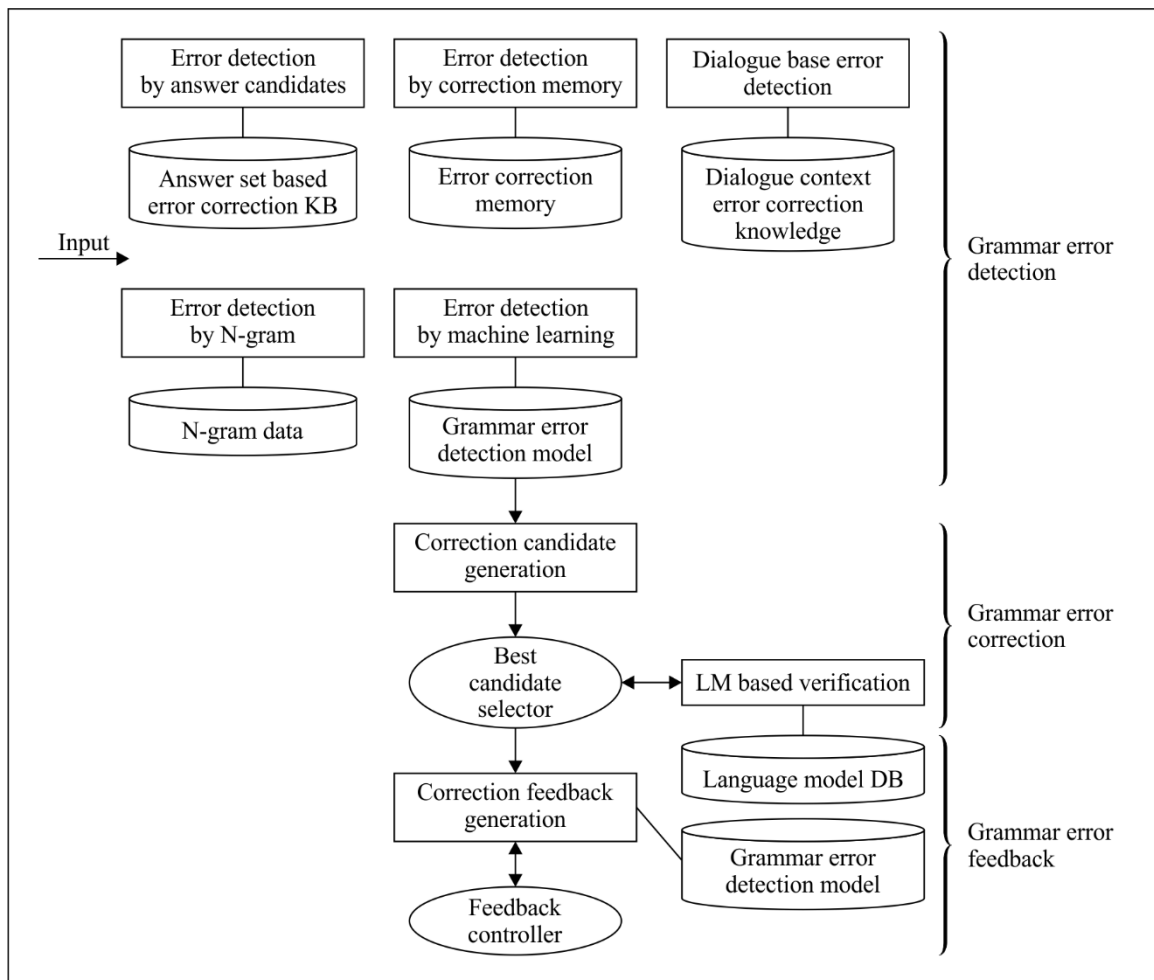 Error detection
by answer candidates
Error detection
by correction memory
Dialogue base error
detection
Answer set based
error correction KB
Error correction
memory
Dialogue context
error correction
knowledge
Input
Grammar error
detection
Error detection
by N-gram
Error detection
by machine learning
N-gram data
Grammar error
detection model
Correction candidate
generation
Grammar error
correction
Best
candidate
selector
LM based verification
Language model DB
Correction feedback
generation
Grammar error
detection model
Grammar error
feedback
Feedback
controller